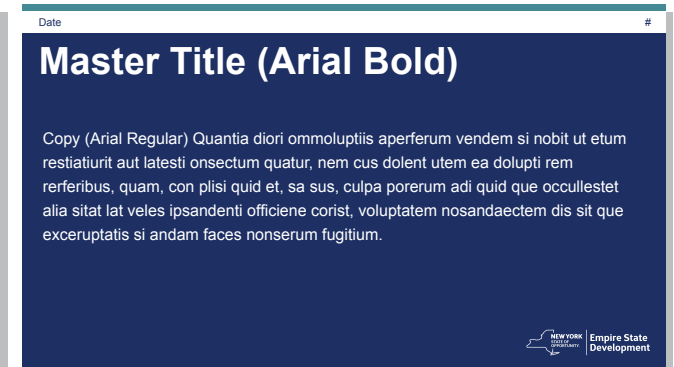 Date #
Master Title (Arial Bold)
Copy (Arial Regular) Quantia diori ommoluptiis aperferum vendem si nobit ut etum
restiatiurit aut latesti onsectum quatur, nem cus dolent utem ea dolupti rem
rerferibus, quam, con plisi quid et, sa sus, culpa porerum adi quid que occullestet
alia sitat lat veles ipsandenti officiene corist, voluptatem nosandaectem dis sit que
exceruptatis si andam faces nonserum fugitium.
NEW YORK
STATE OF
OPPORTUNITY.
Empire State
Development